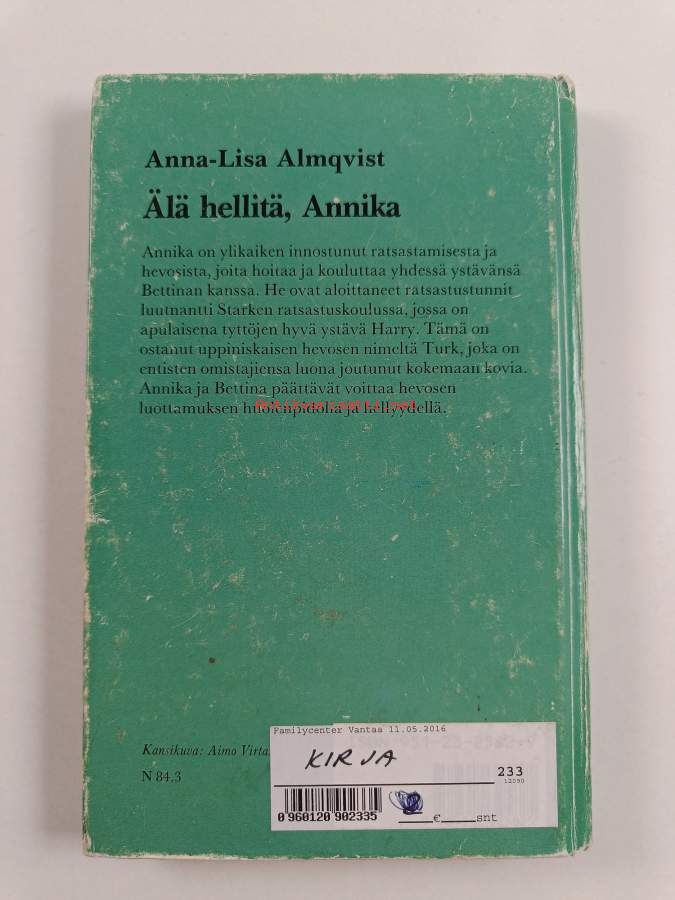 Anna-Lisa Almqvist
Älä hellitä, Annika
Annika on ylikaiken innostunut ratsastamisesta ja
hevosista, joita hoitaa ja kouluttaa yhdessä ystävänsä
Bettinan kanssa. He ovat aloittaneet ratsastustunnit
luutnantti Starken ratsastuskoulussa, jossa on
apulaisena tyttöjen hyvä ystävä Harry. Tämä on
ostanut uppiniskaisen hevosen nimeltä Turk, joka on
entisten omistajiensa luona joutunut kokemaan kovia.
Annika ja Bettina päättävät voittaa hevosen
luottamuksen huolenpidolla ja hellyydellä.
Antikvariaatti.net
Kansikuva: Aimo Virta
N 84.3
Familycenter Vantaa 11.05.2016
KIRJA
233
12090
0 960120 902335
€ snt